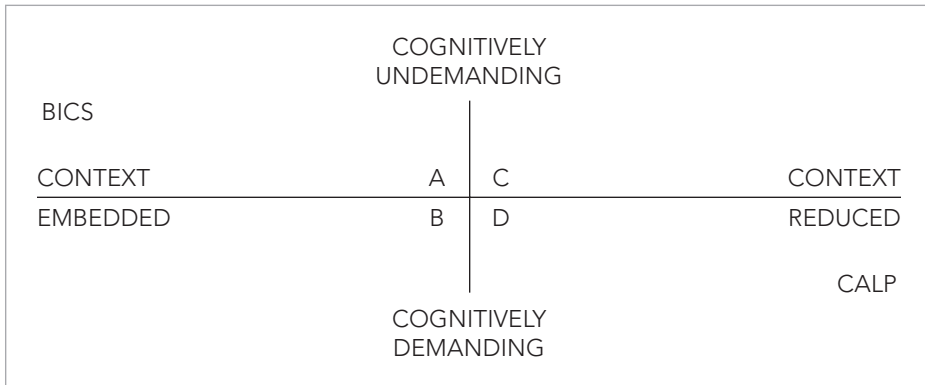 COGNITIVELY
UNDEMANDING
BICS
CONTEXT A C CONTEXT
EMBEDDED B D REDUCED
CALP
COGNITIVELY
DEMANDING